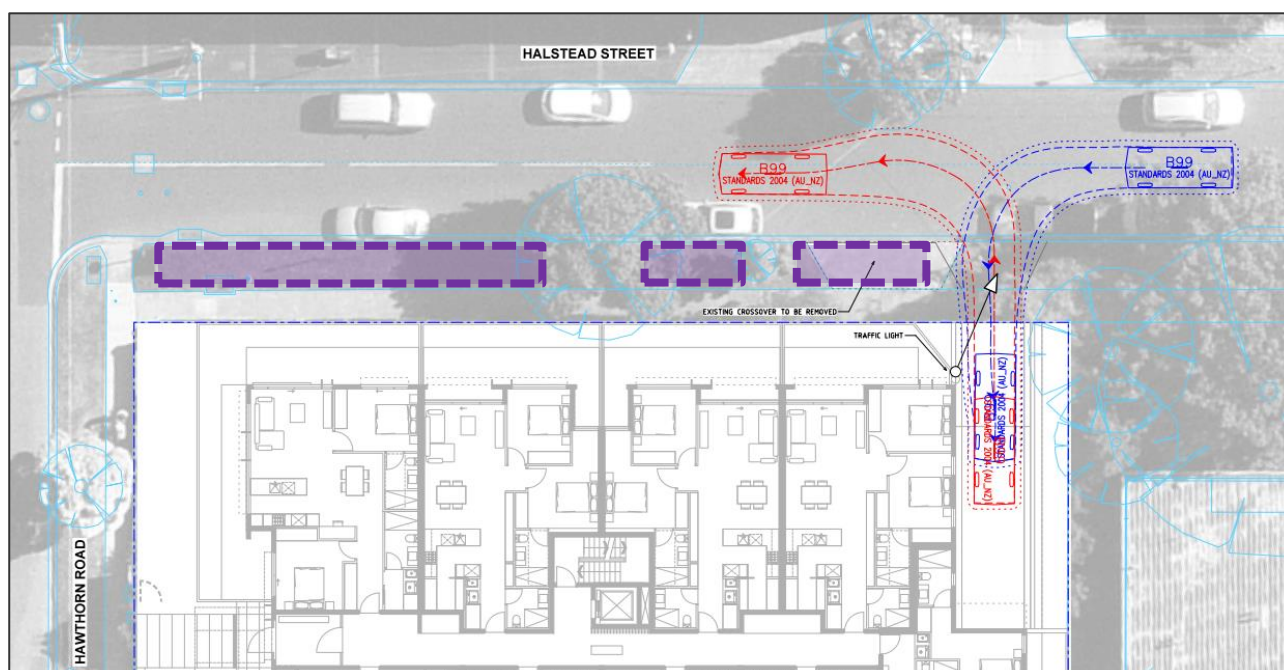 HALSTEAD STREET
B99
STANDARDS 2004 (AU_NZ)
B99
STANDARDS 2004 (AU_NZ)
EXISTING CROSSOVER TO BE REMOVED
TRAFFIC LIGHT
STANDARDS 2004 (AU_NZ)
STANDARDS 2004 (AU_NZ)
HAWTHORN ROAD